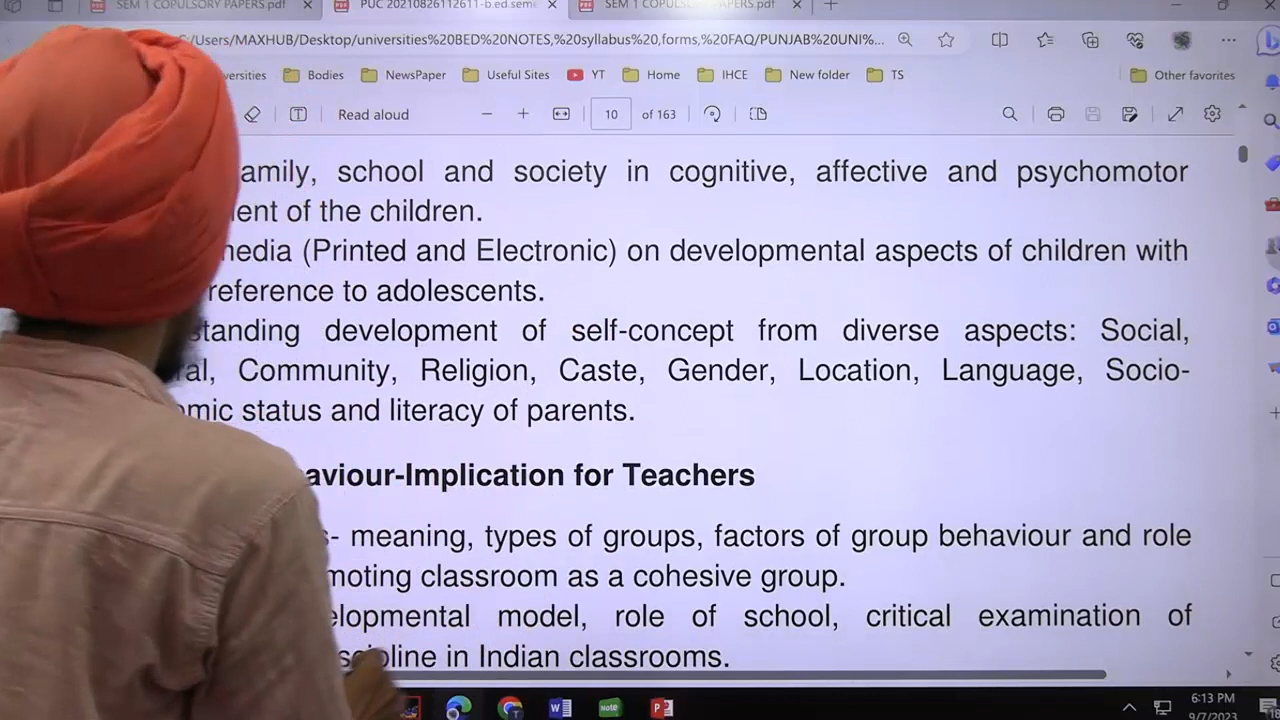 SEM 1 COPULSORY PAPERS.pdf PUC 20210826112611-b.ed.seme SEM 1 COPULSORY PAPERS.pdf
C:/Users/MAXHUB/Desktop/universities%20BED%20NOTES,%20syllabus%20,forms,%20FAQ/PUNJAB%20UNI%...
versities Bodies NewsPaper Useful Sites YT Home IHCE New folder TS Other favorites
Read aloud 10 of 163
amily, school and society in cognitive, affective and psychomotor
ent of the children.
media (Printed and Electronic) on developmental aspects of children with
reference to adolescents.
standing development of self-concept from diverse aspects: Social,
ral, Community, Religion, Caste, Gender, Location, Language, Socio-
omic status and literacy of parents.
aviour-Implication for Teachers
s- meaning, types of groups, factors of group behaviour and role
moting classroom as a cohesive group.
elopmental model, role of school, critical examination of
scipline in Indian classrooms.
Note
6:13 PM
9/7/2023